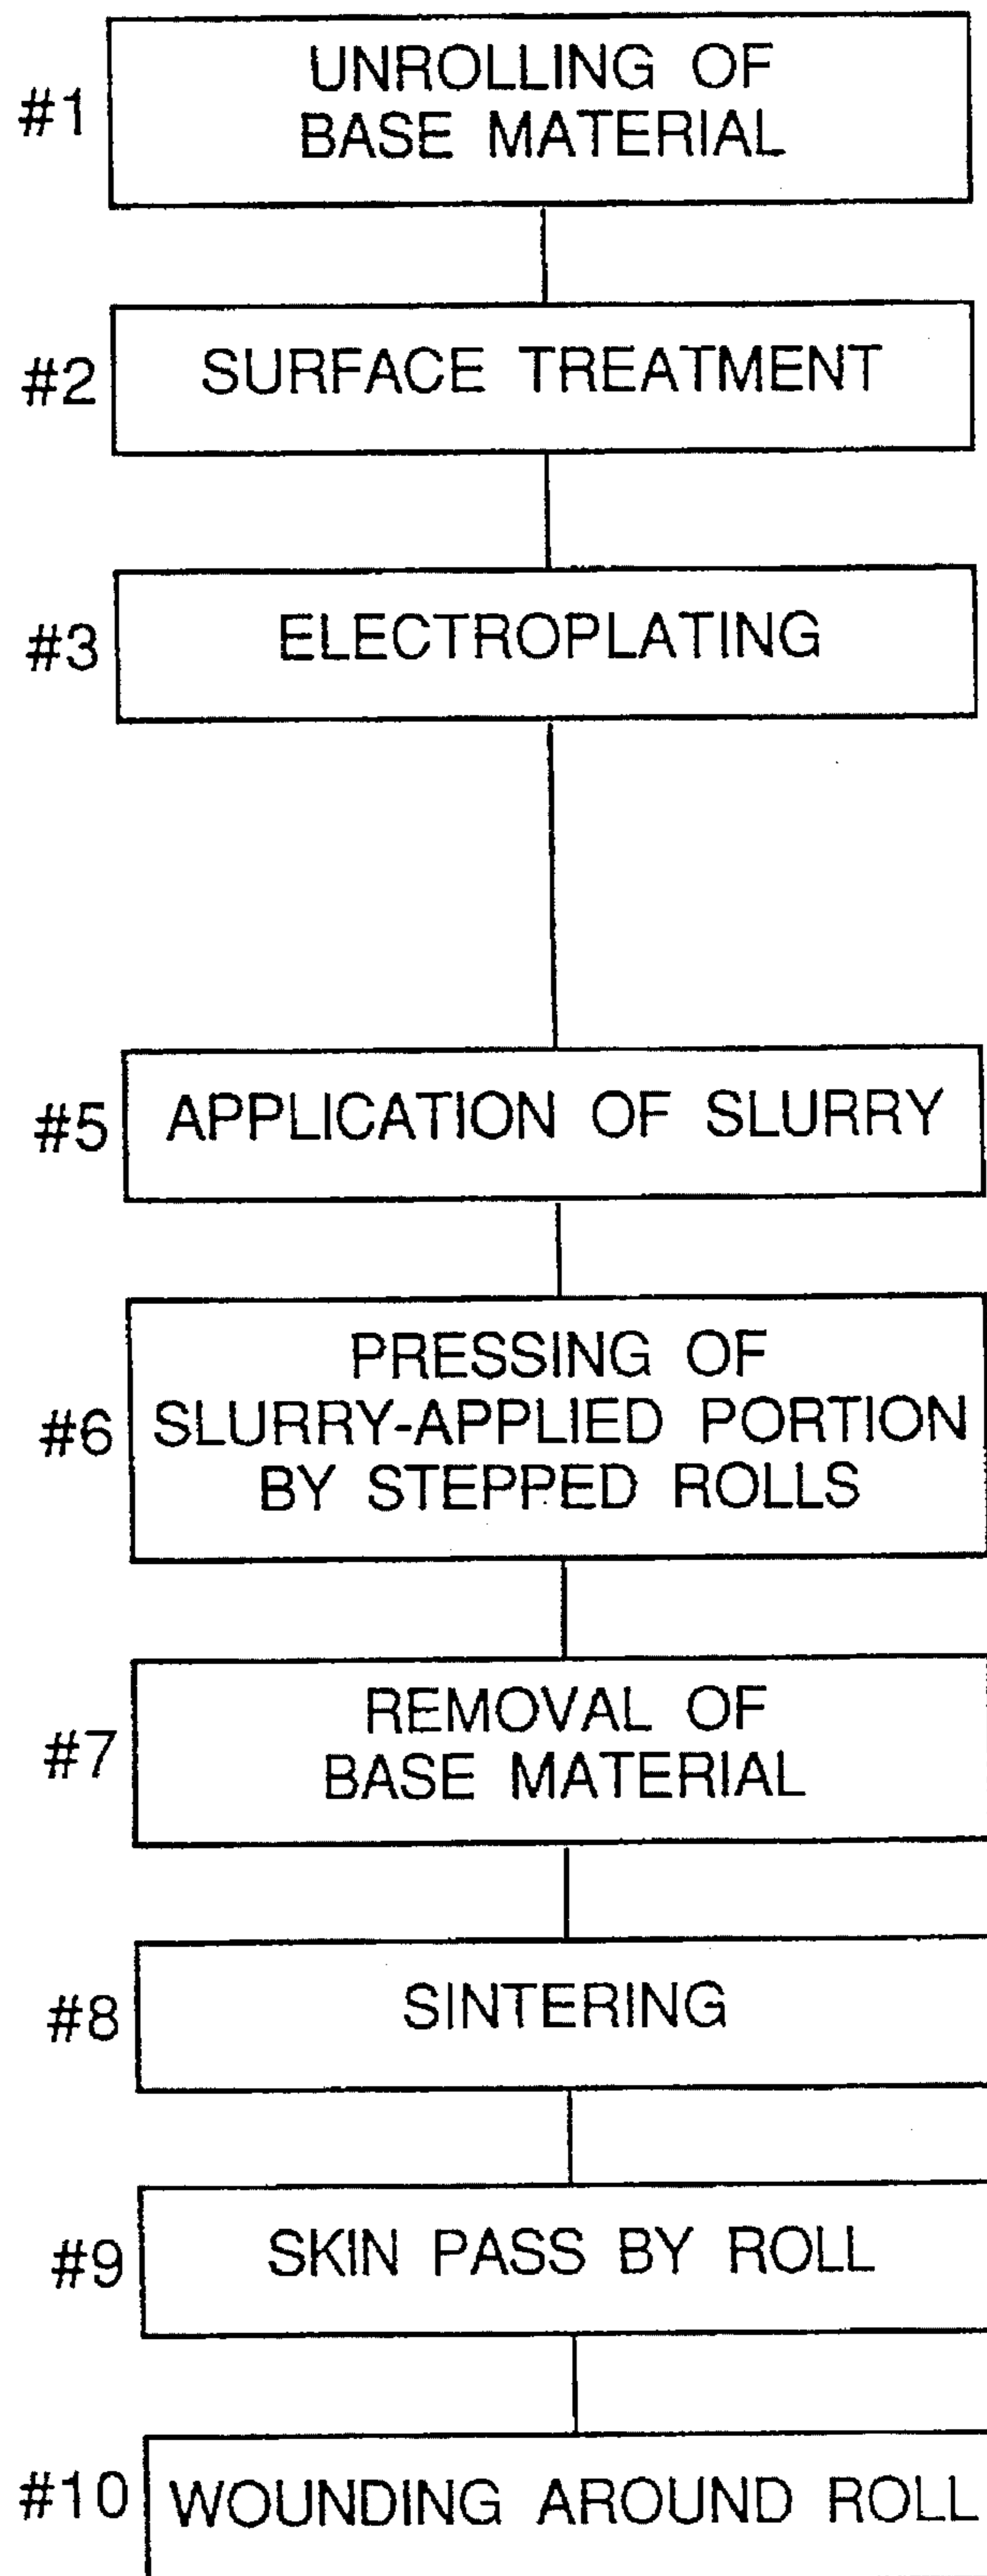 #1
UNROLLING OF
BASE MATERIAL
#2
SURFACE TREATMENT
#3
ELECTROPLATING
#5
APPLICATION OF SLURRY
#6
PRESSING OF
SLURRY-APPLIED PORTION
BY STEPPED ROLLS
#7
REMOVAL OF
BASE MATERIAL
#8
SINTERING
#9
SKIN PASS BY ROLL
#10
WOUNDING AROUND ROLL